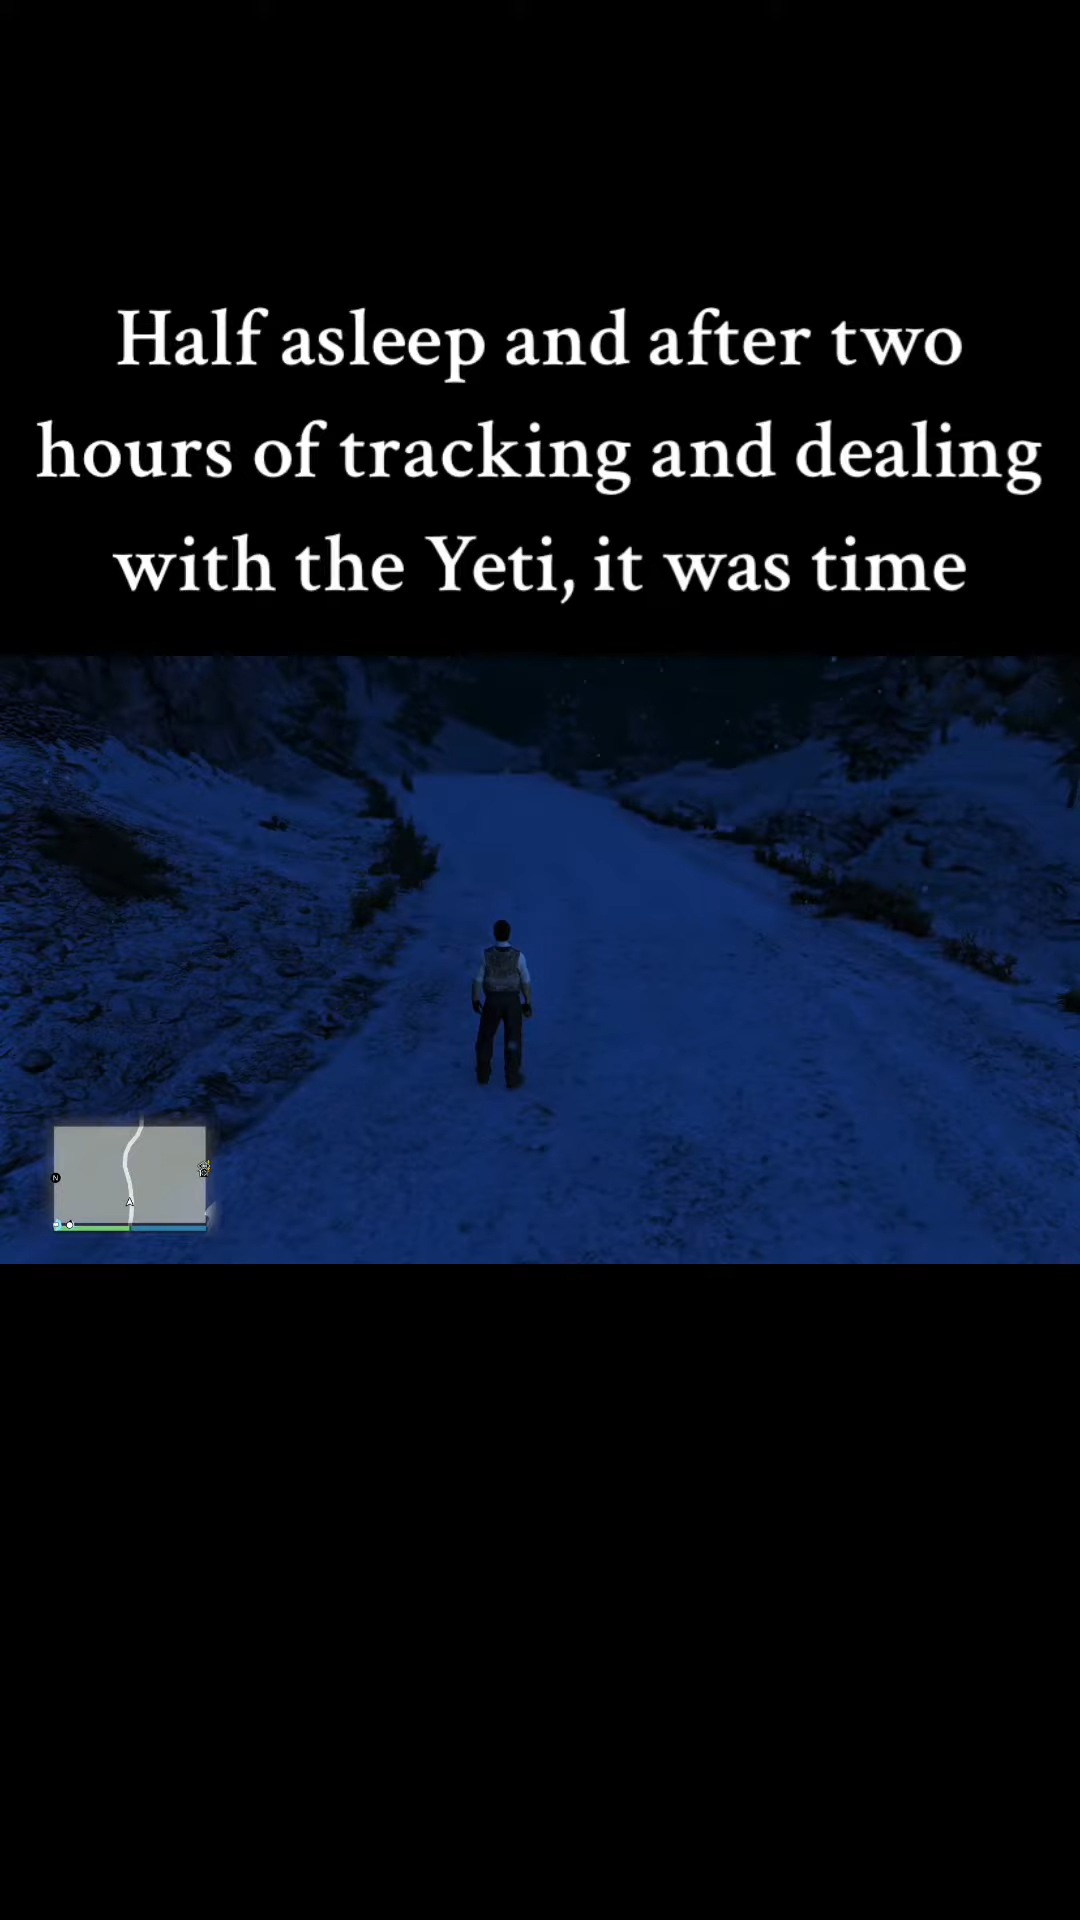 Half asleep and after two
hours of tracking and dealing
with the Yeti, it was time
N